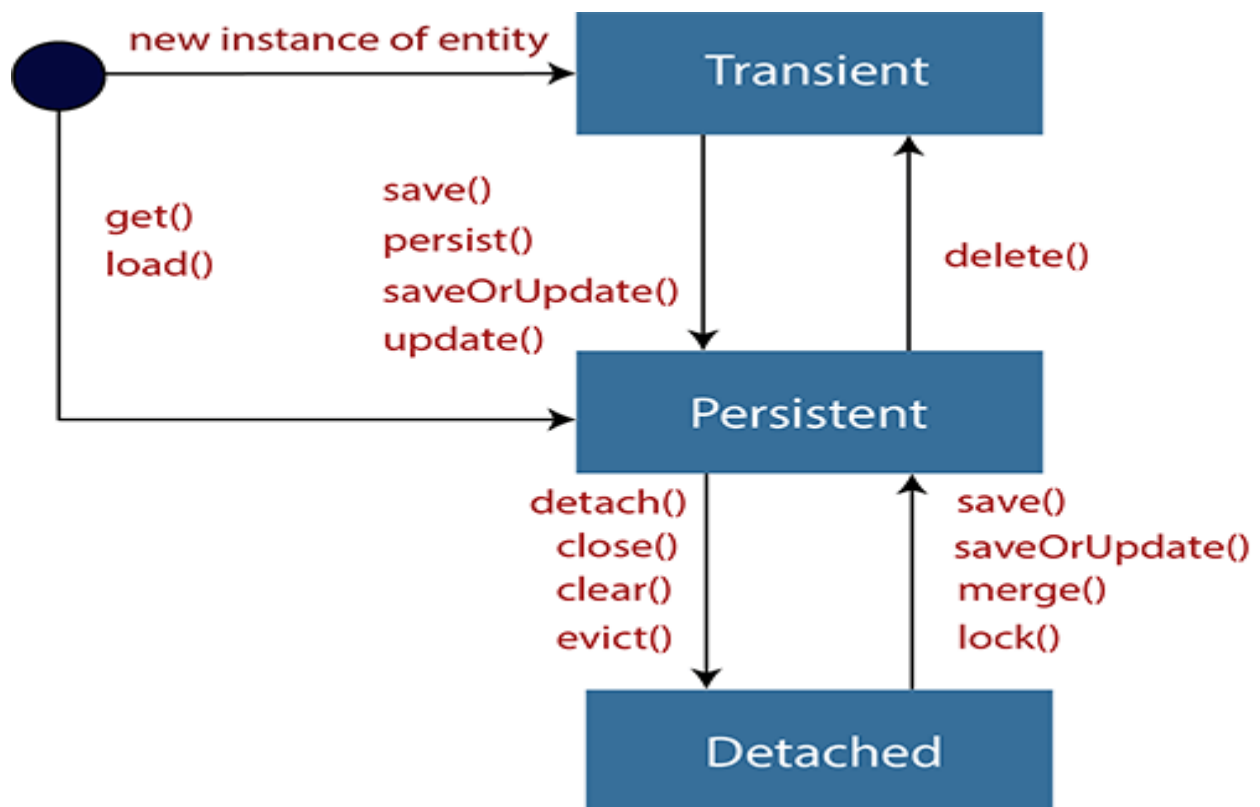 new instance of entity
Transient
get()
load()
save()
persist()
saveOrUpdate()
update()
delete()
Persistent
detach()
close()
clear()
evict()
save()
saveOrUpdate()
merge()
lock()
Detached